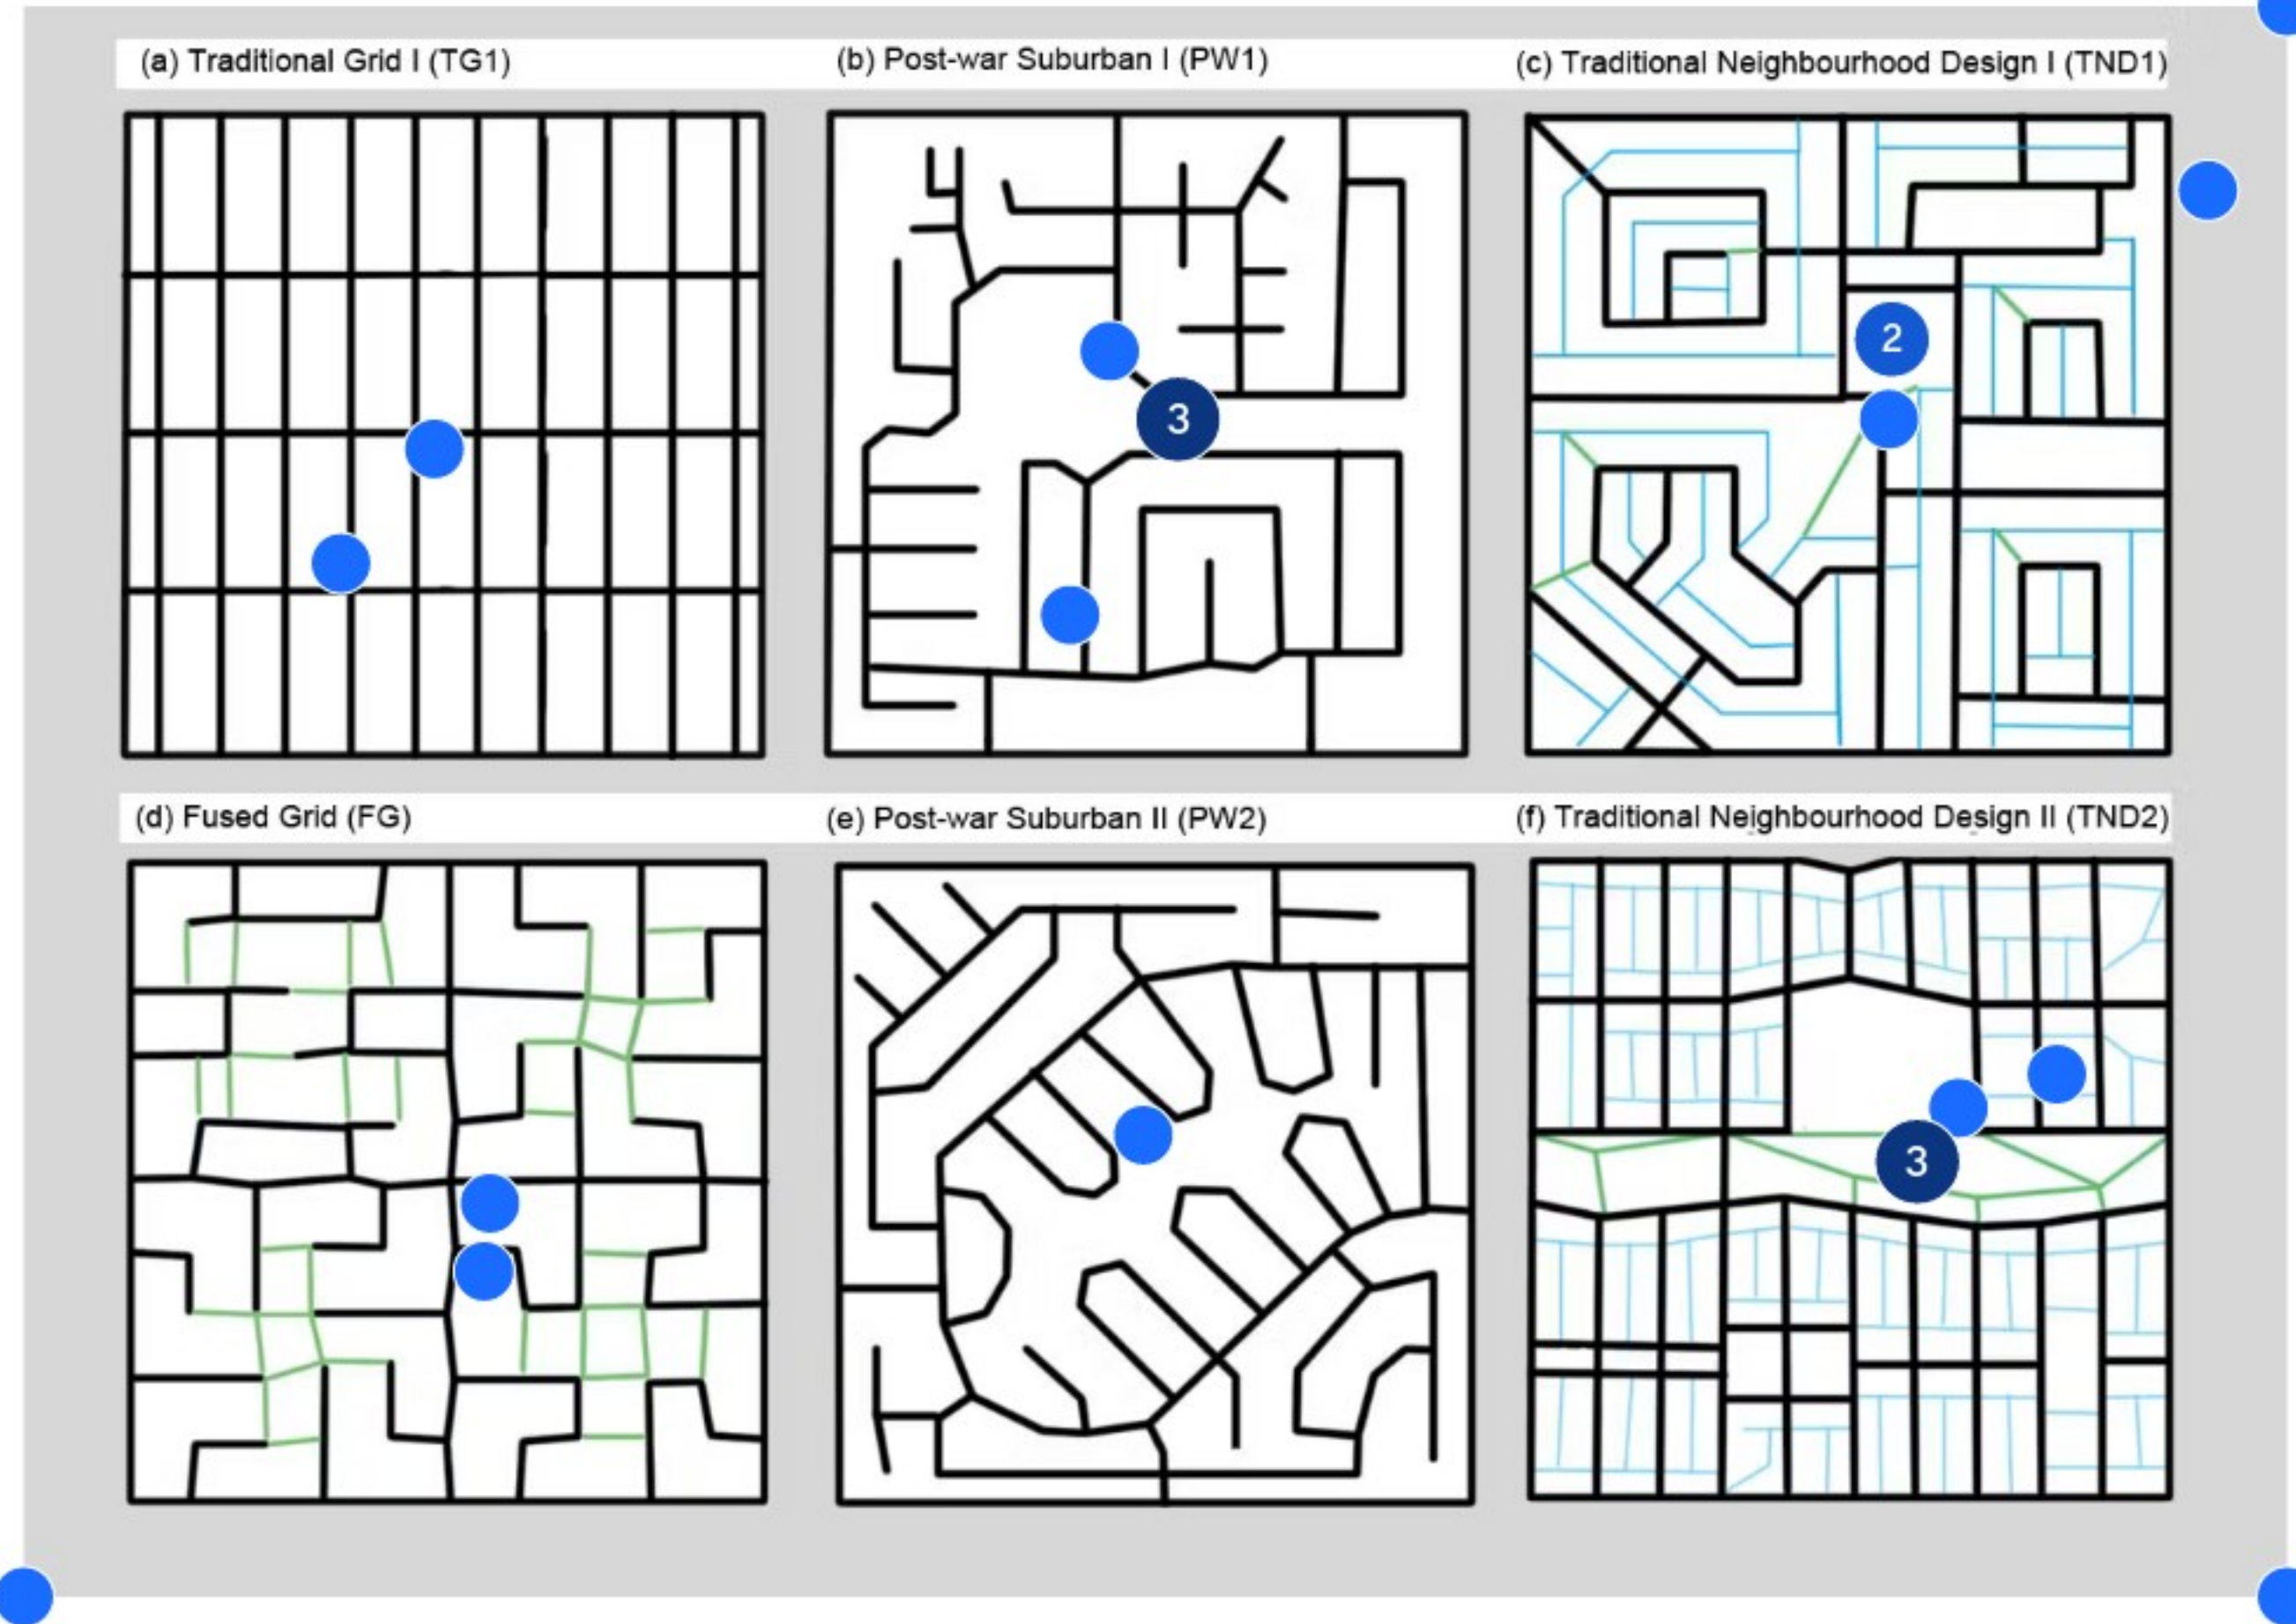 (a) Traditional Grid I (TG1)
(b) Post-war Suburban I (PW1)
(c) Traditional Neighbourhood Design I (TND1)
2
3
(d) Fused Grid (FG)
(e) Post-war Suburban II (PW2)
(f) Traditional Neighbourhood Design II (TND2)
3